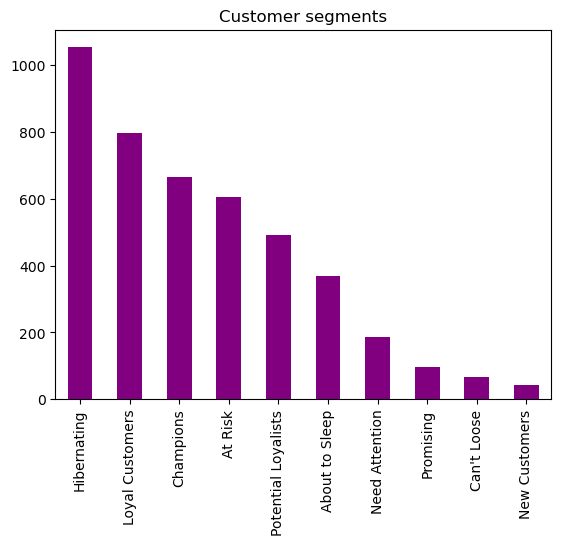 Customer segments
1000
800
600
400
200
0
Hibernating
Loyal Customers
Champions
At Risk
Potential Loyalists
About to Sleep
Need Attention
Promising
Can't Loose
New Customers